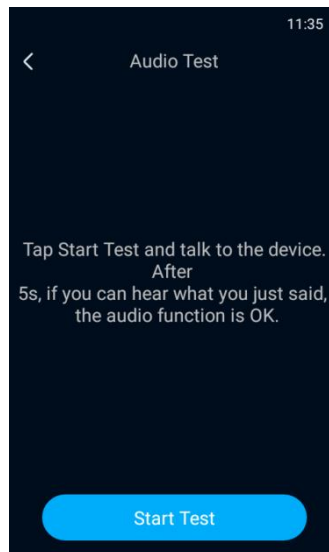 11:35
Audio Test
Tap Start Test and talk to the device.
After
5s, if you can hear what you just said,
the audio function is OK.
Start Test